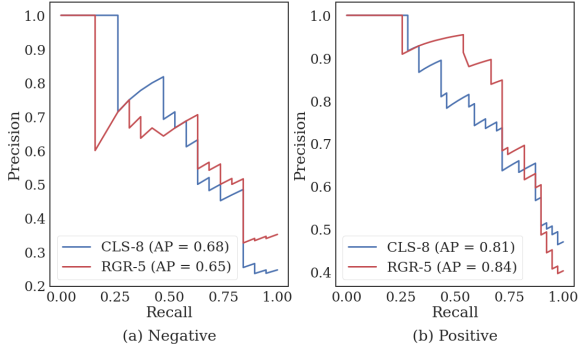 1.0
0.9
0.8
0.7
0.6
0.5
0.4
0.3
0.2
Precision
CLS-8 (AP = 0.68)
RGR-5 (AP = 0.65)
0.00 0.25 0.50 0.75 1.00
Recall
(a) Negative
1.0
0.9
0.8
0.7
0.6
0.5
0.4
Precision
CLS-8 (AP = 0.81)
RGR-5 (AP = 0.84)
0.00 0.25 0.50 0.75 1.00
Recall
(b) Positive